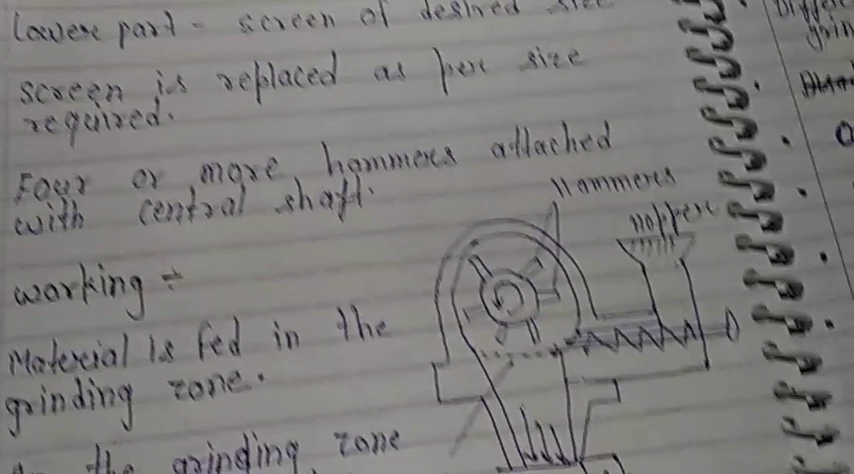 Lower part - screen of desired size
screen is replaced as per size
required.
Four or more hammers attached
with central shaft.
Hammers
Hopper
working ÷
Material is fed in the
grinding zone.
the grinding zone
grin